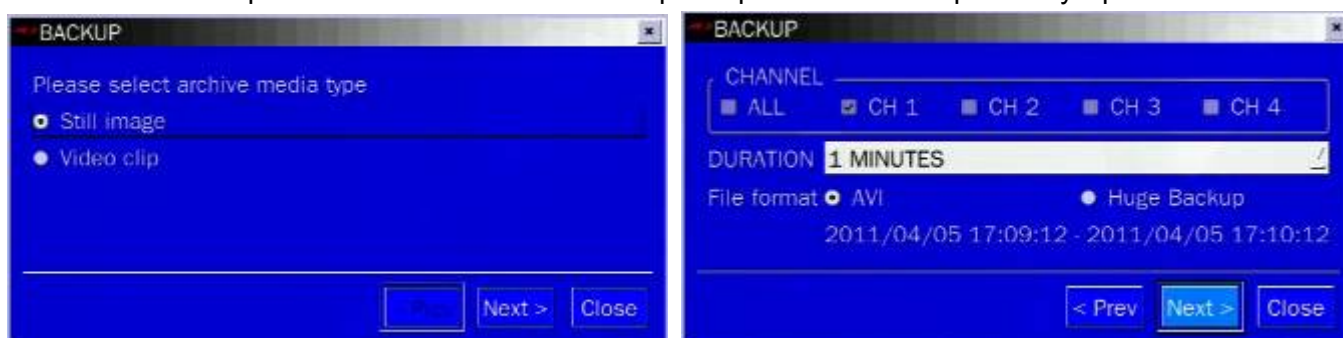 BACKUP
Please select archive media type
Still image
Video clip
Next > Close
BACKUP
CHANNEL
ALL CH 1 CH 2 CH 3 CH 4
DURATION 1 MINUTES
File format AVI Huge Backup
2011/04/05 17:09:12 - 2011/04/05 17:10:12
< Prev Next > Close